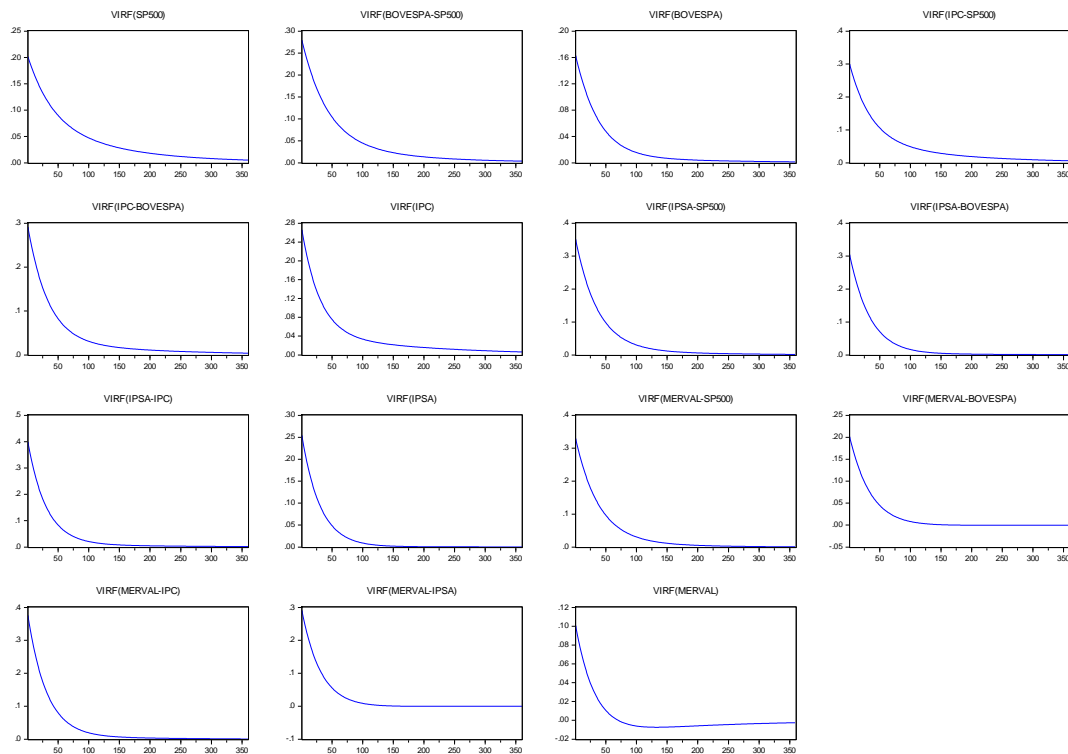 VIRF(SP500)
.25
.20
.15
.10
.05
.00
50 100 150 200 250 300 350
VIRF(BOVESPA-SP500)
.30
.25
.20
.15
.10
.05
.00
50 100 150 200 250 300 350
VIRF(BOVESPA)
.20
.16
.12
.08
.04
.00
50 100 150 200 250 300 350
VIRF(IPC-SP500)
.4
.3
.2
.1
.0
50 100 150 200 250 300 350
VIRF(IPC-BOVESPA)
.3
.2
.1
.0
50 100 150 200 250 300 350
VIRF(IPC)
.28
.24
.20
.16
.12
.08
.04
.00
50 100 150 200 250 300 350
VIRF(IPSA-SP500)
.4
.3
.2
.1
.0
50 100 150 200 250 300 350
VIRF(IPSA-BOVESPA)
.4
.3
.2
.1
.0
50 100 150 200 250 300 350
VIRF(IPSA-IPC)
.5
.4
.3
.2
.1
.0
50 100 150 200 250 300 350
VIRF(IPSA)
.30
.25
.20
.15
.10
.05
.00
50 100 150 200 250 300 350
VIRF(MERVAL-SP500)
.4
.3
.2
.1
.0
50 100 150 200 250 300 350
VIRF(MERVAL-BOVESPA)
.25
.20
.15
.10
.05
.00
-.05
50 100 150 200 250 300 350
VIRF(MERVAL-IPC)
.4
.3
.2
.1
.0
50 100 150 200 250 300 350
VIRF(MERVAL-IPSA)
.3
.2
.1
.0
-.1
50 100 150 200 250 300 350
VIRF(MERVAL)
.12
.10
.08
.06
.04
.02
.00
-.02
50 100 150 200 250 300 350